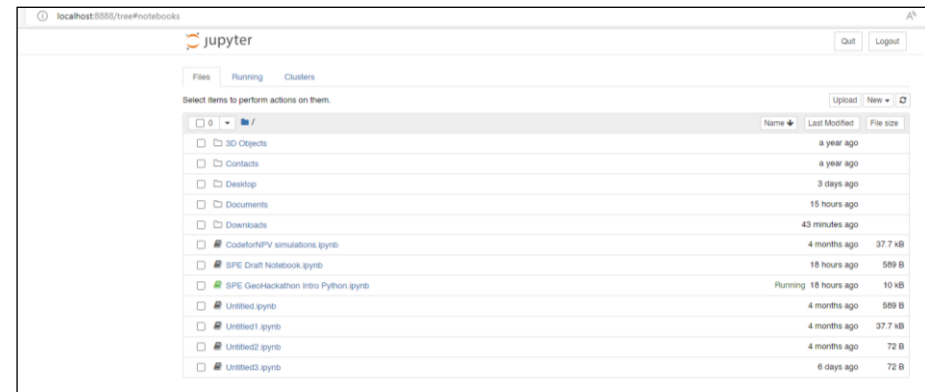 localhost:8888/tree#notebooks
jupyter Quit Logout
Files Running Clusters
Select items to perform actions on them. Upload New
0 / Name Last Modified File size
3D Objects a year ago
Contacts a year ago
Desktop 3 days ago
Documents 15 hours ago
Downloads 43 minutes ago
CodeforNPV simulations.ipynb 4 months ago 37.7 kB
SPE Draft Notebook.ipynb 18 hours ago 589 B
SPE GeoHackathon Intro Python.ipynb Running 18 hours ago 10 kB
Untitled.ipynb 4 months ago 589 B
Untitled1.ipynb 4 months ago 37.7 kB
Untitled2.ipynb 4 months ago 72 B
Untitled3.ipynb 6 days ago 72 B